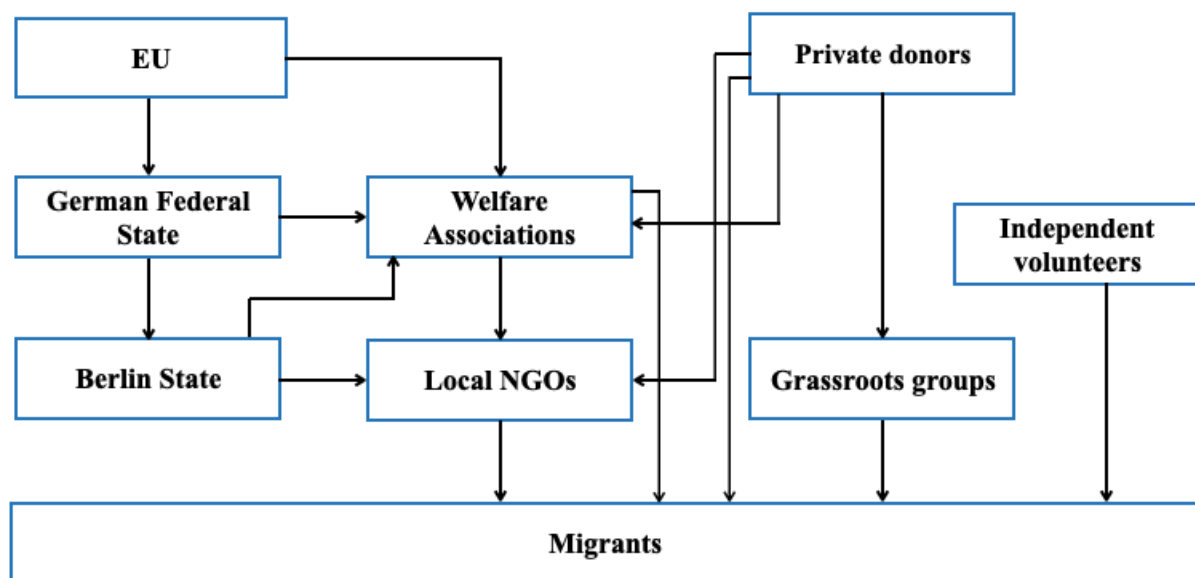 EU
Private donors
German Federal
State
Welfare
Associations
Independent
volunteers
Berlin State
Local NGOs
Grassroots groups
Migrants